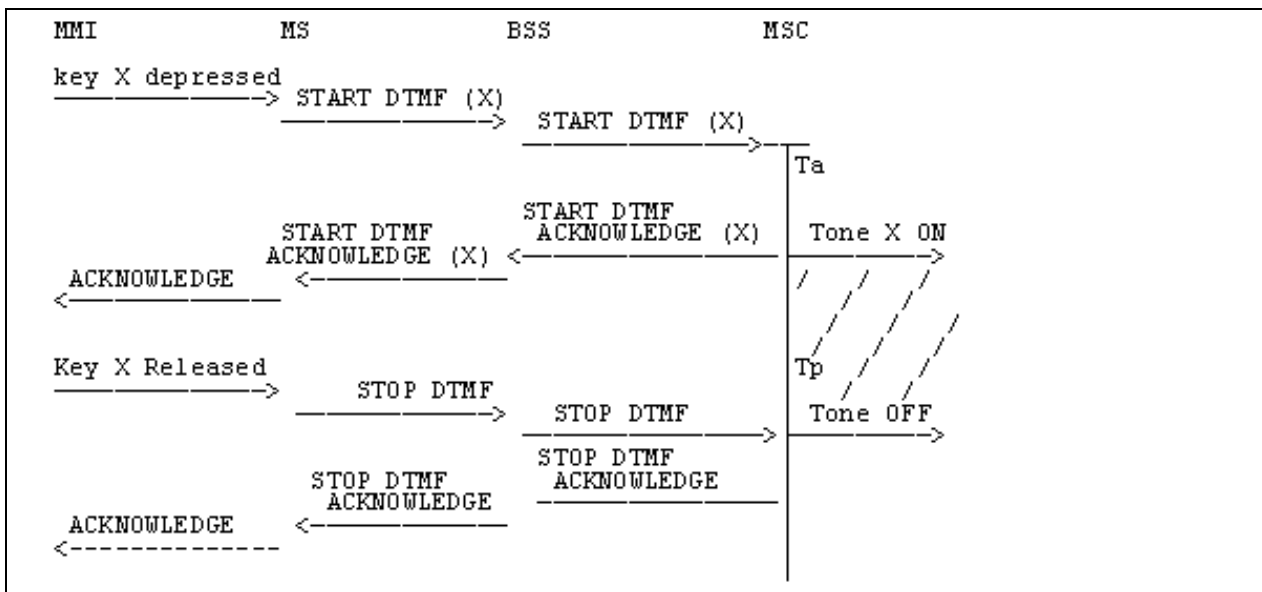 MMI MS BSS MSC
key X depressed
START DTMF (X)
START DTMF (X)
Ta
START DTMF
START DTMF ACKNOWLEDGE (X) Tone X ON
ACKNOWLEDGE (X)
ACKNOWLEDGE
Key X Released Tp
STOP DTMF
STOP DTMF Tone OFF
STOP DTMF
STOP DTMF ACKNOWLEDGE
ACKNOWLEDGE
ACKNOWLEDGE